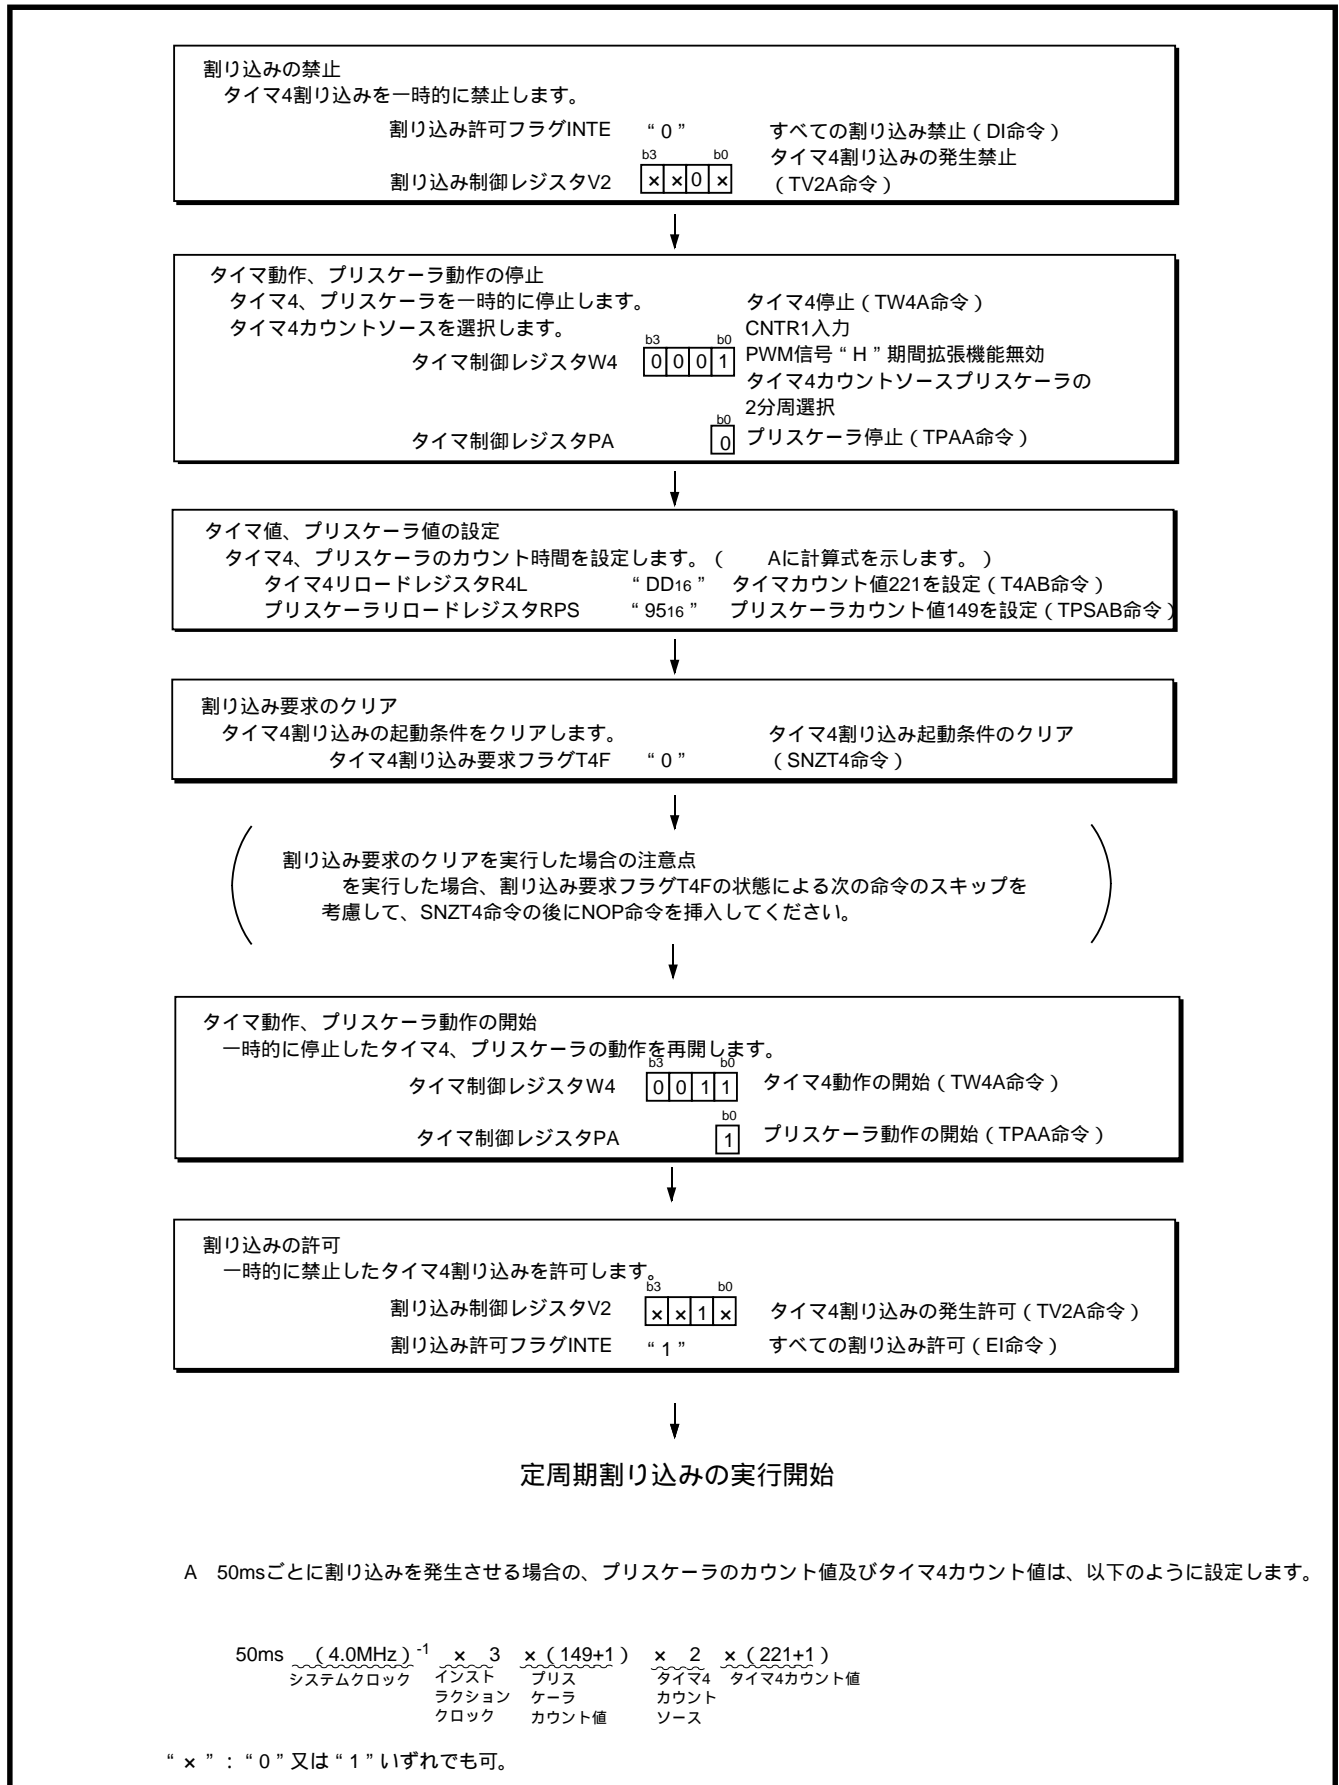 割り込みの禁止
タイマ4割り込みを一時的に禁止します。
割り込み許可フラグINTE “ 0 ” すべての割り込み禁止（DI命令）
b3 b0 タイマ4割り込みの発生禁止
割り込み制御レジスタV2 × × 0 × （TV2A命令）
タイマ動作、プリスケーラ動作の停止
タイマ4、プリスケーラを一時的に停止します。 タイマ4停止（TW4A命令）
タイマ4カウントソースを選択します。 CNTR1入力
b3 b0
タイマ制御レジスタW4 0 0 0 1 PWM信号“ H ”期間拡張機能無効
タイマ4カウントソースプリスケーラの
2分周選択
b0
タイマ制御レジスタPA 0 プリスケーラ停止（TPAA命令）
タイマ値、プリスケーラ値の設定
タイマ4、プリスケーラのカウント時間を設定します。（ Aに計算式を示します。）
タイマ4リロードレジスタR4L “ DD16 ” タイマカウント値221を設定（T4AB命令）
プリスケーラリロードレジスタRPS “ 9516 ” プリスケーラカウント値149を設定（TPSAB命令）
割り込み要求のクリア
タイマ4割り込みの起動条件をクリアします。 タイマ4割り込み起動条件のクリア
タイマ4割り込み要求フラグT4F “ 0 ” （SNZT4命令）
割り込み要求のクリアを実行した場合の注意点
を実行した場合、割り込み要求フラグT4Fの状態による次の命令のスキップを
考慮して、SNZT4命令の後にNOP命令を挿入してください。
タイマ動作、プリスケーラ動作の開始
一時的に停止したタイマ4、プリスケーラの動作を再開します。
b3 b0
タイマ制御レジスタW4 0 0 1 1 タイマ4動作の開始（TW4A命令）
b0
タイマ制御レジスタPA 1 プリスケーラ動作の開始（TPAA命令）
割り込みの許可
一時的に禁止したタイマ4割り込みを許可します。
b3 b0
割り込み制御レジスタV2 × × 1 × タイマ4割り込みの発生許可（TV2A命令）
割り込み許可フラグINTE “ 1 ” すべての割り込み許可（EI命令）
定周期割り込みの実行開始
A 50msごとに割り込みを発生させる場合の、プリスケーラのカウント値及びタイマ4カウント値は、以下のように設定します。
50ms （4.0MHz）-1 × 3 ×（149+1） × 2 ×（221+1）
システムクロック インスト プリス タイマ4 タイマ4カウント値
ラクション ケーラ カウント
クロック カウント値 ソース
“ × ”：“ 0 ”又は“ 1 ”いずれでも可。